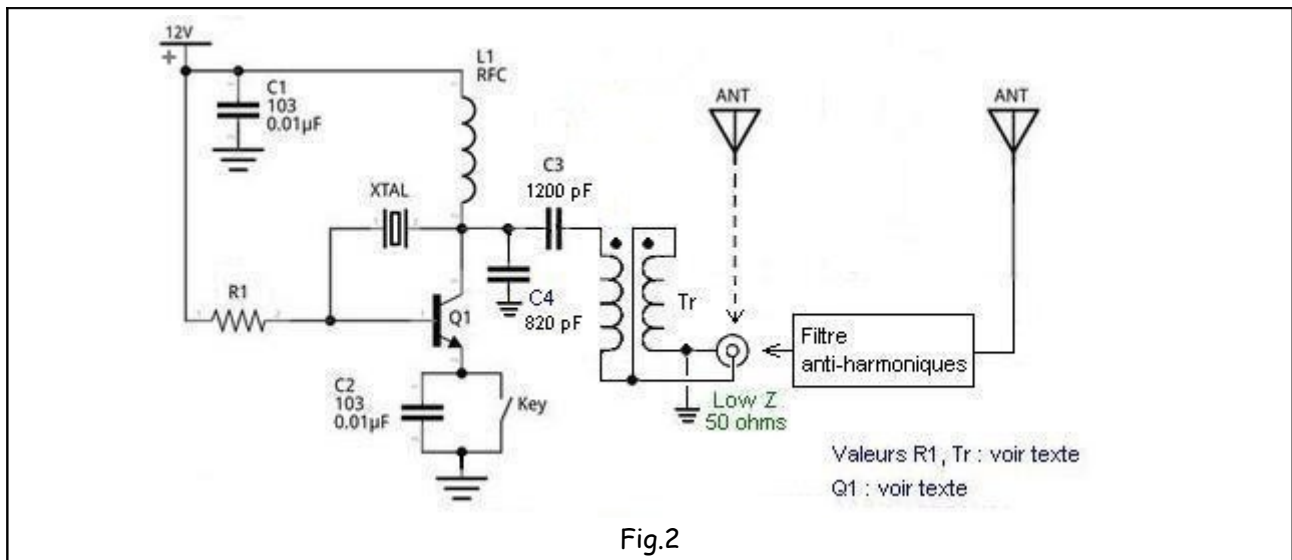 12V
+
C1
103
0.01µF
L1
RFC
XTAL
R1
Q1
C2
103
0.01µF
Key
C3
1200 pF
C4
820 pF
Tr
ANT
ANT
Filtre
anti-harmoniques
Low Z
50 ohms
Valeurs R1, Tr : voir texte
Q1 : voir texte
Fig.2